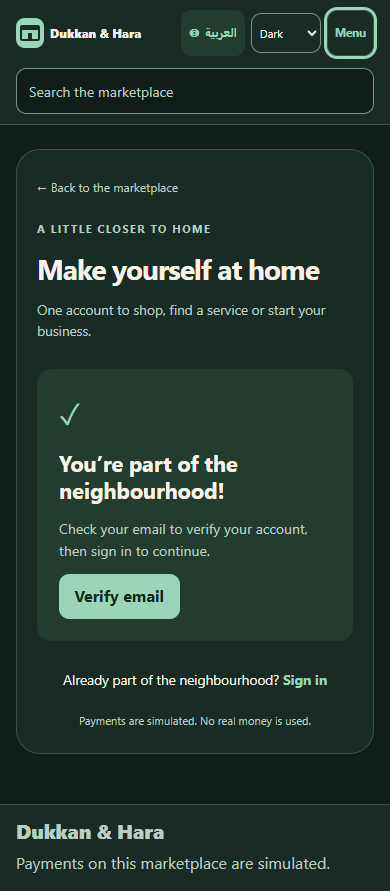 Dukkan & Hara
العربية
Dark
Menu
Search the marketplace
← Back to the marketplace
A LITTLE CLOSER TO HOME
Make yourself at home
One account to shop, find a service or start your
business.
✓
You’re part of the
neighbourhood!
Check your email to verify your account,
then sign in to continue.
Verify email
Already part of the neighbourhood? Sign in
Payments are simulated. No real money is used.
Dukkan & Hara
Payments on this marketplace are simulated.